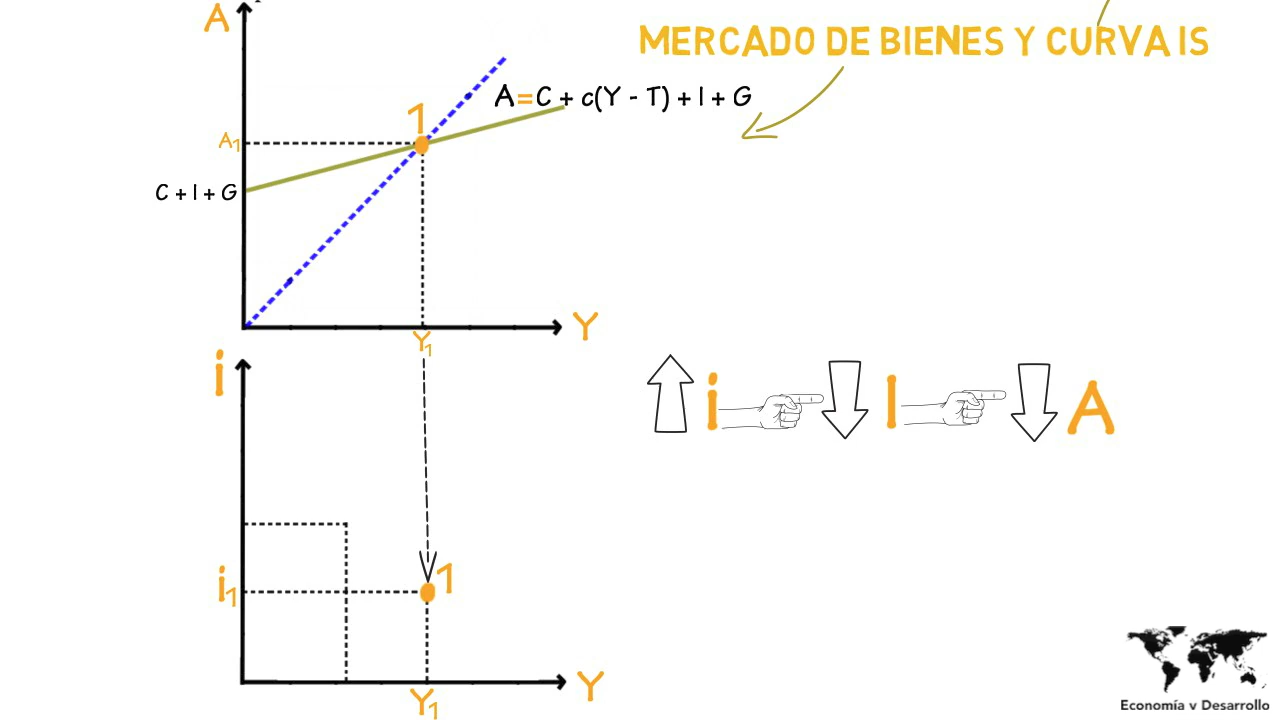 MERCADO DE BIENES Y CURVA IS
A
A=C + c(Y - T) + I + G
1
A1
C + I + G
Y
Y1
i
i I A
1
i1
Y
Y1
Economía y Desarrollo